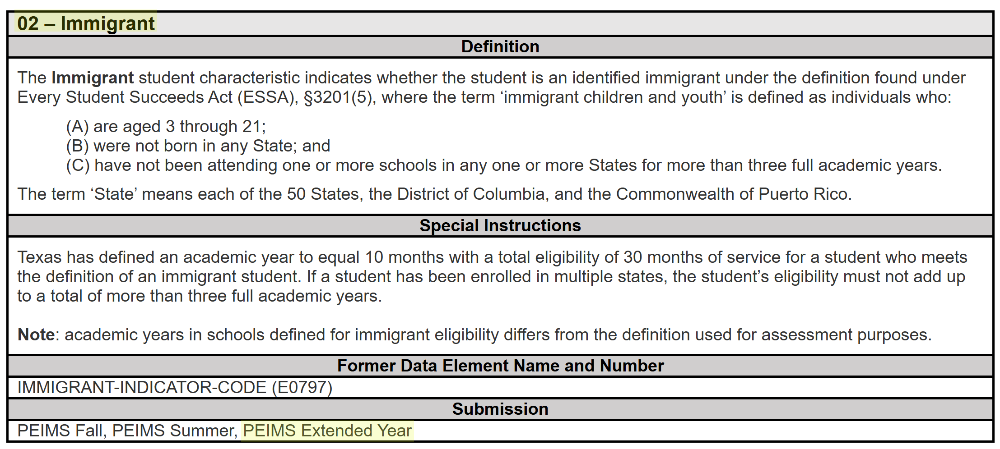 02 – Immigrant
Definition
The Immigrant student characteristic indicates whether the student is an identified immigrant under the definition found under
Every Student Succeeds Act (ESSA), §3201(5), where the term ‘immigrant children and youth’ is defined as individuals who:
(A) are aged 3 through 21;
(B) were not born in any State; and
(C) have not been attending one or more schools in any one or more States for more than three full academic years.
The term ‘State’ means each of the 50 States, the District of Columbia, and the Commonwealth of Puerto Rico.
Special Instructions
Texas has defined an academic year to equal 10 months with a total eligibility of 30 months of service for a student who meets
the definition of an immigrant student. If a student has been enrolled in multiple states, the student’s eligibility must not add up
to a total of more than three full academic years.
Note: academic years in schools defined for immigrant eligibility differs from the definition used for assessment purposes.
Former Data Element Name and Number
IMMIGRANT-INDICATOR-CODE (E0797)
Submission
PEIMS Fall, PEIMS Summer, PEIMS Extended Year